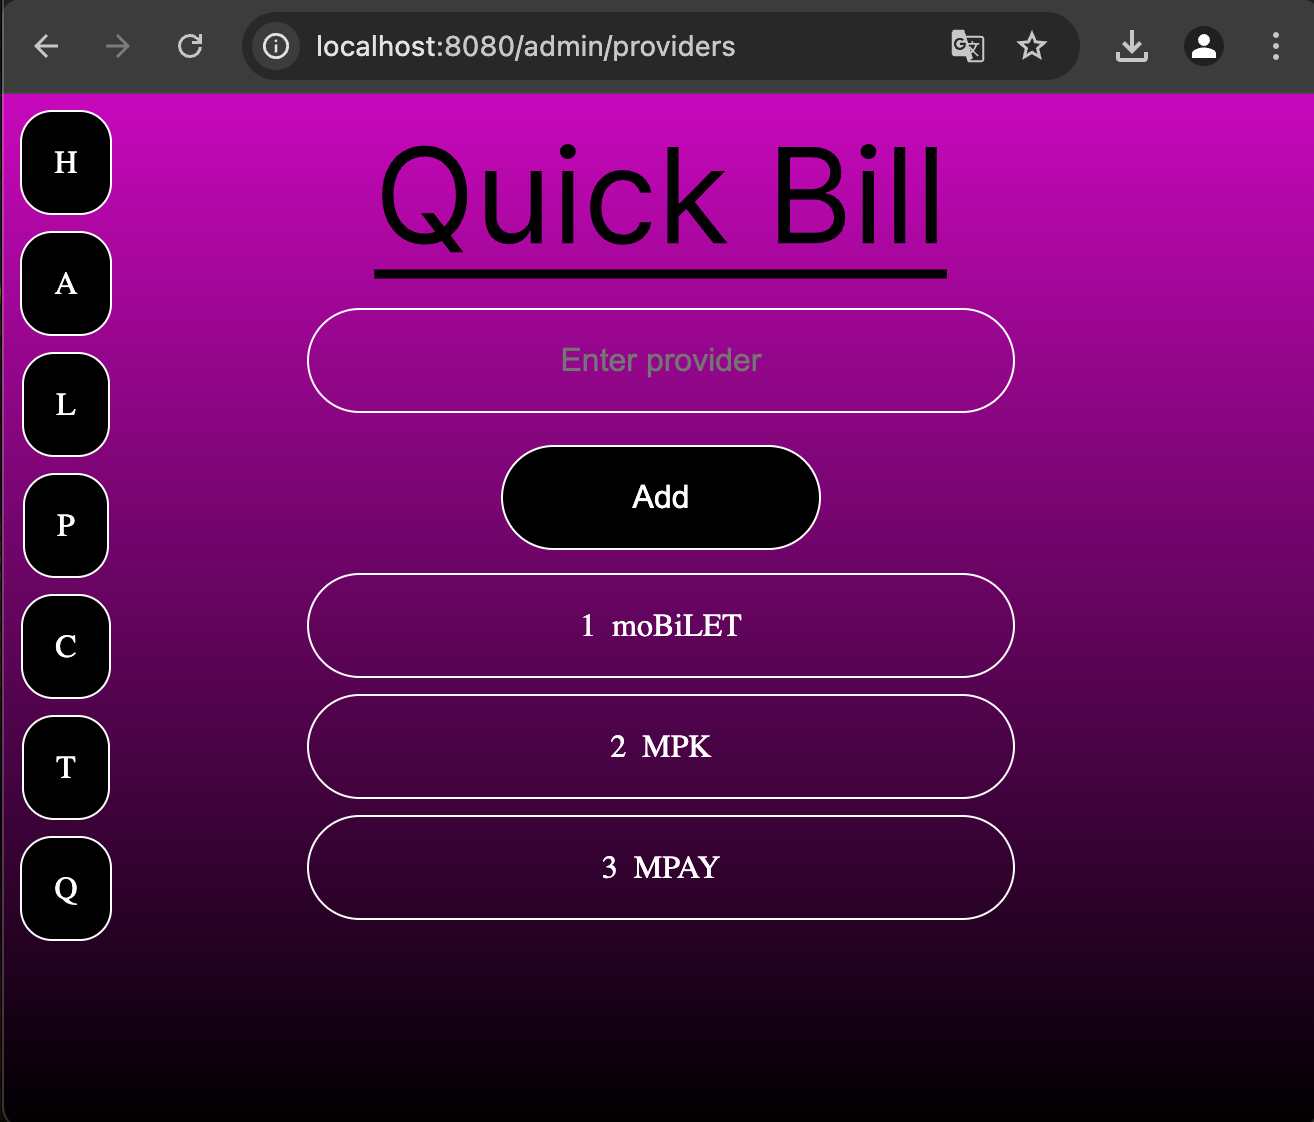 localhost:8080/admin/providers
Quick Bill
H
A
L
P
C
T
Q
Enter provider
Add
1 moBiLET
2 MPK
3 MPAY